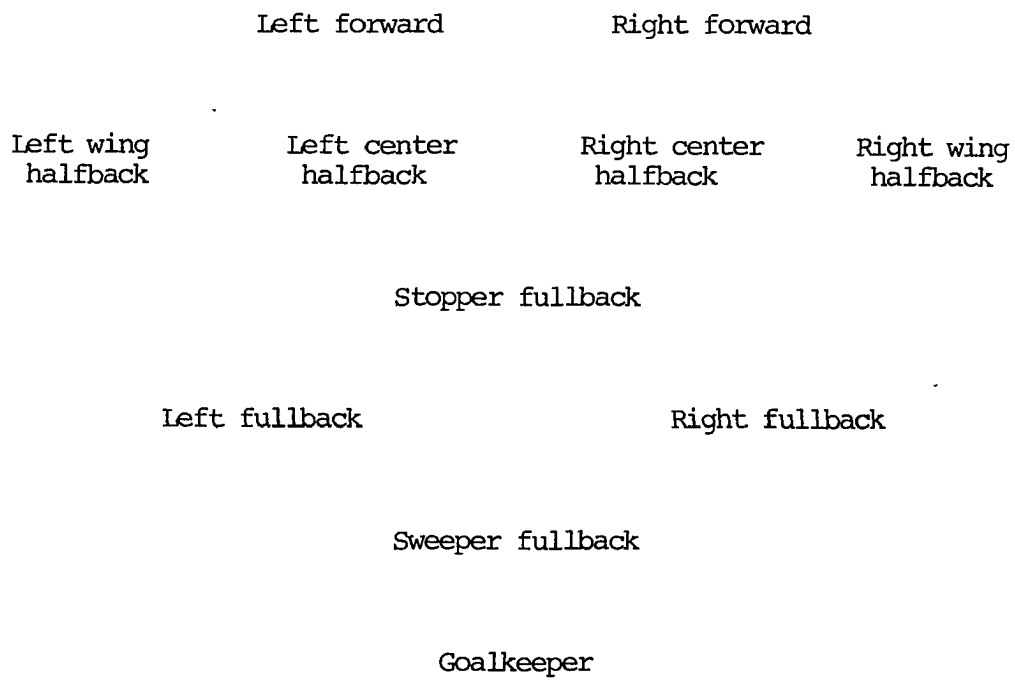 Left forward Right forward
Left wing Left center Right center Right wing
halfback halfback halfback halfback
Stopper fullback
Left fullback Right fullback
Sweeper fullback
Goalkeeper